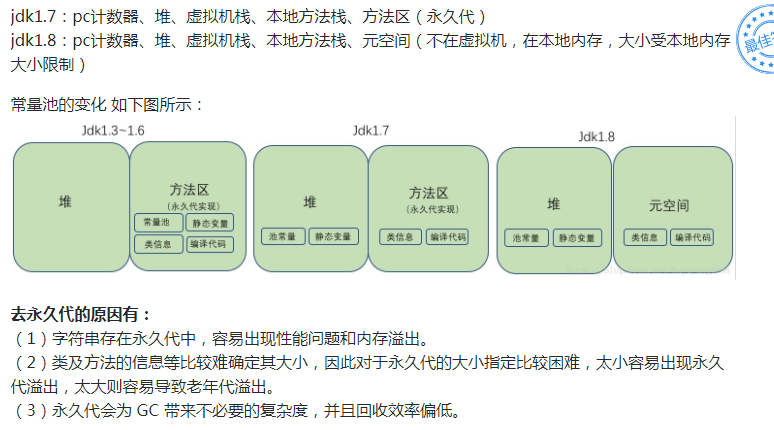 jdk1.7：pc计数器、堆、虚拟机栈、本地方法栈、方法区（永久代）
jdk1.8：pc计数器、堆、虚拟机栈、本地方法栈、元空间（不在虚拟机，在本地内存，大小受本地内存
大小限制）
常量池的变化 如下图所示：
Jdk1.3~1.6
Jdk1.7
Jdk1.8
堆
方法区
（永久代实现）
常量池
静态变量
类信息
编译代码
堆
池常量
静态变量
方法区
（永久代实现）
类信息
编译代码
堆
池常量
静态变量
元空间
类信息
编译代码
去永久代的原因有：
（1）字符串存在永久代中，容易出现性能问题和内存溢出。
（2）类及方法的信息等比较难确定其大小，因此对于永久代的大小指定比较困难，太小容易出现永久
代溢出，太大则容易导致老年代溢出。
（3）永久代会为 GC 带来不必要的复杂度，并且回收效率偏低。
最佳